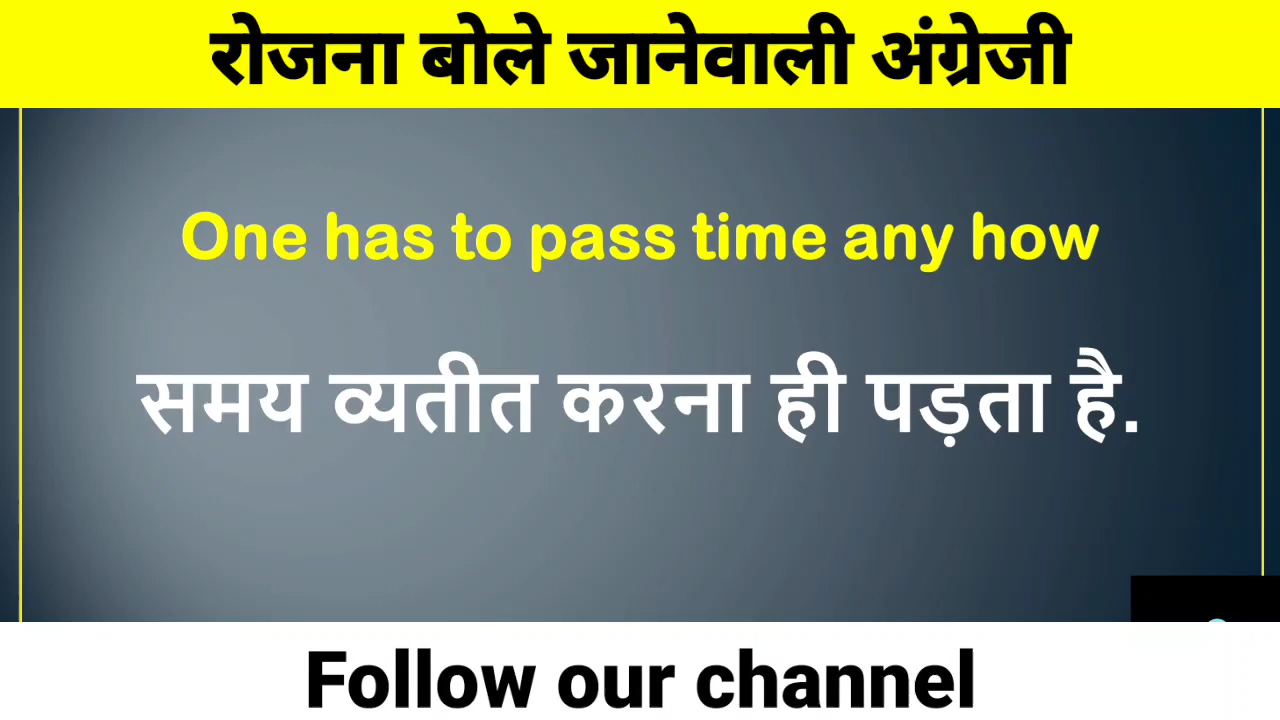 रोजना बोले जानेवाली अंग्रेजी
One has to pass time any how
समय व्यतीत करना ही पड़ता है.
Follow our channel